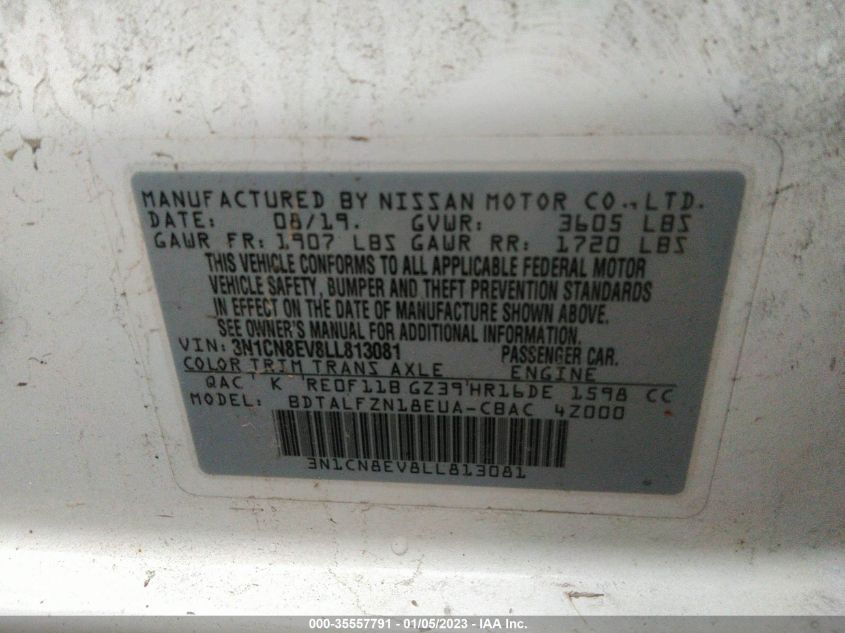 MANUFACTURED BY NISSAN MOTOR CO., LTD.
DATE: 08/19. GVWR: 3605 LBS
GAWR FR: 1907 LBS GAWR RR: 1720 LBS
THIS VEHICLE CONFORMS TO ALL APPLICABLE FEDERAL MOTOR
VEHICLE SAFETY, BUMPER AND THEFT PREVENTION STANDARDS
IN EFFECT ON THE DATE OF MANUFACTURE SHOWN ABOVE.
SEE OWNER'S MANUAL FOR ADDITIONAL INFORMATION.
VIN: 3N1CN8EV8LL813081 PASSENGER CAR.
COLOR TRIM TRANS AXLE ENGINE
QAC K RE0F11B GZ39 HR16DE 1598 CC
MODEL: BDTALFZN18EUA-CBAC 4Z000
3N1CN8EV8LL813081
000-35557791 - 01/05/2023 - IAA Inc.